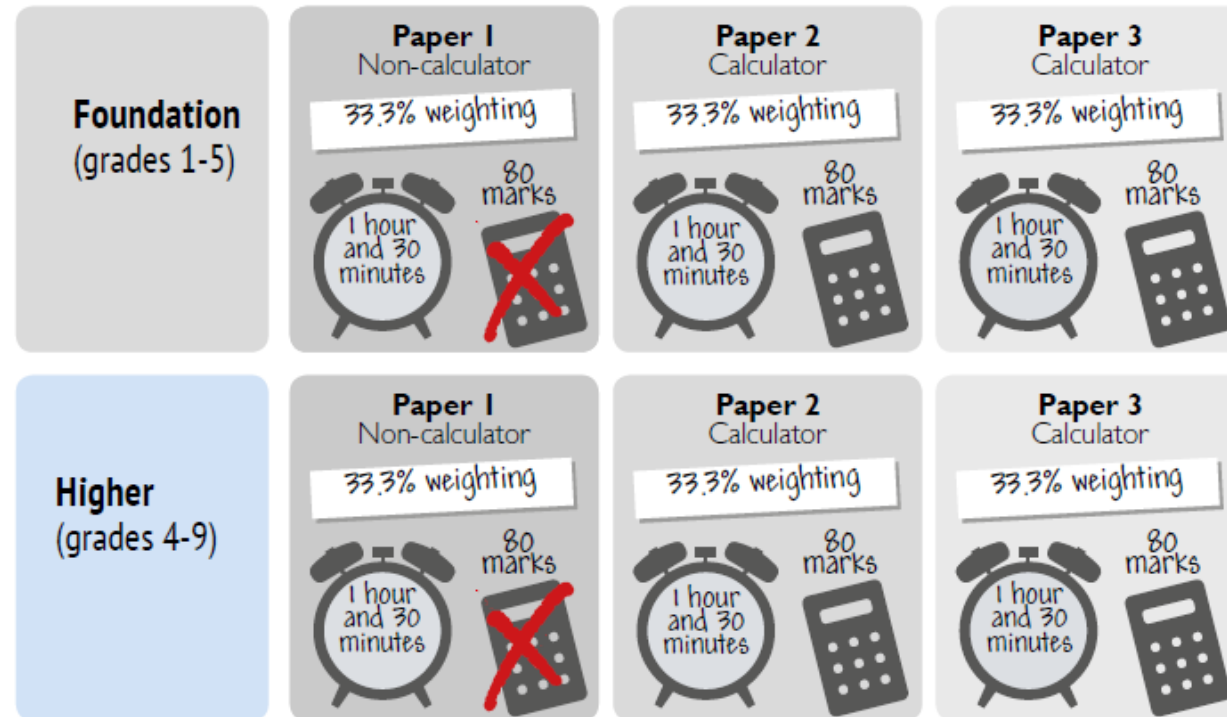 Foundation
(grades 1-5)
Paper 1
Non-calculator
33.3% weighting
80
marks
1 hour
and 30
minutes
Paper 2
Calculator
33.3% weighting
80
marks
1 hour
and 30
minutes
Paper 3
Calculator
33.3% weighting
80
marks
1 hour
and 30
minutes
Higher
(grades 4-9)
Paper 1
Non-calculator
33.3% weighting
80
marks
1 hour
and 30
minutes
Paper 2
Calculator
33.3% weighting
80
marks
1 hour
and 30
minutes
Paper 3
Calculator
33.3% weighting
80
marks
1 hour
and 30
minutes